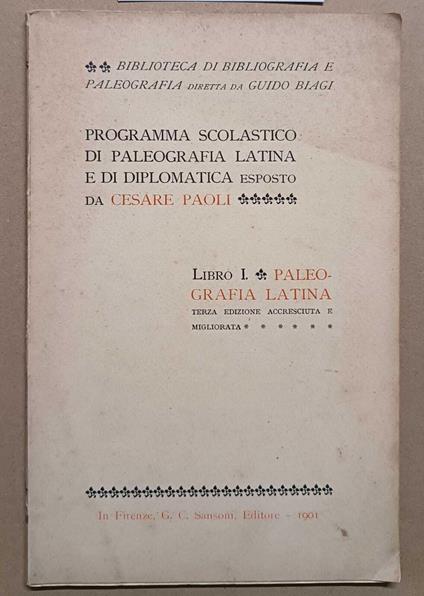 BIBLIOTECA DI BIBLIOGRAFIA E
PALEOGRAFIA DIRETTA DA GUIDO BIAGI
PROGRAMMA SCOLASTICO
DI PALEOGRAFIA LATINA
E DI DIPLOMATICA ESPOSTO
DA CESARE PAOLI
LIBRO I. PALEO-
GRAFIA LATINA
TERZA EDIZIONE ACCRESCIUTA E
MIGLIORATA * * * * * *
In Firenze, G. C. Sansoni, Editore - 1901